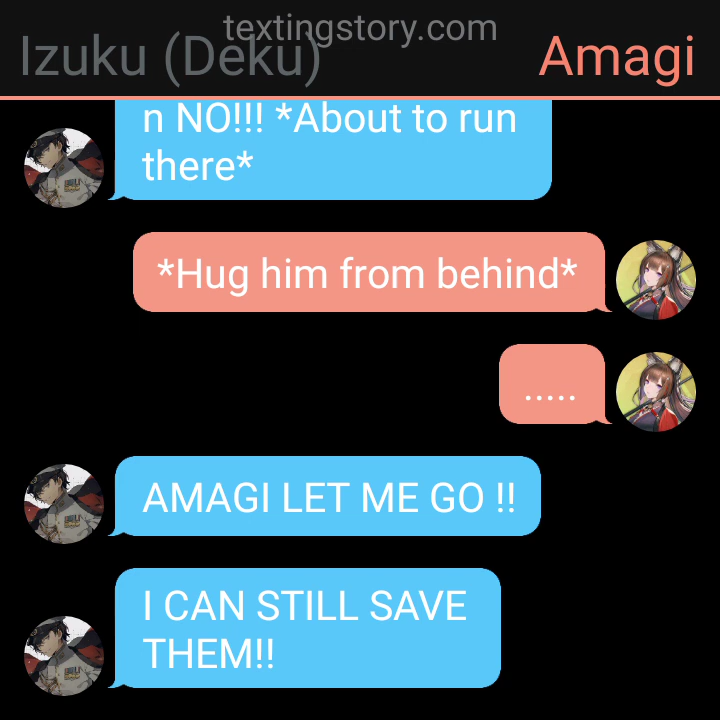 textingstory.com
Izuku (Deku)
Amagi
n NO!!! *About to run
there*
*Hug him from behind*
.....
AMAGI LET ME GO !!
I CAN STILL SAVE
THEM!!